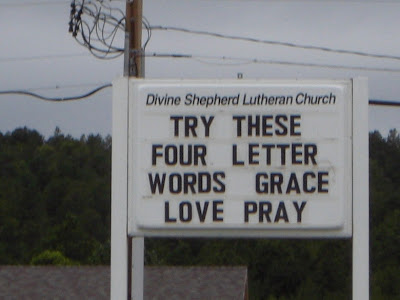 Divine Shepherd Lutheran Church
TRY THESE
FOUR LETTER
WORDS GRACE
LOVE PRAY